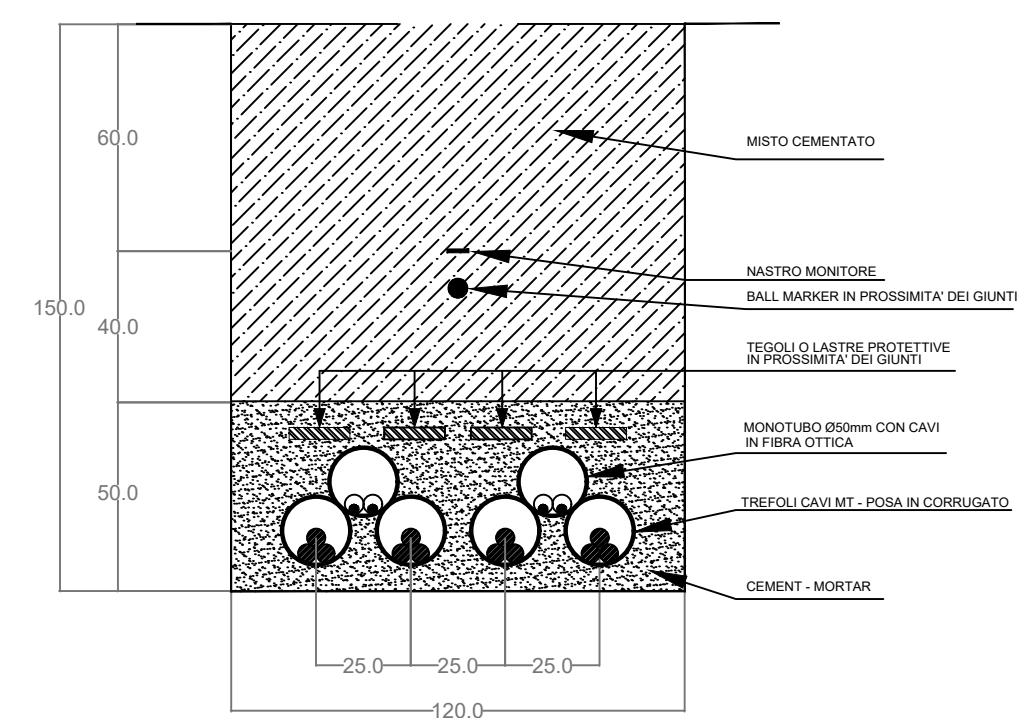 60.0
150.0
40.0
50.0
MISTO CEMENTATO
NASTRO MONITORE
BALL MARKER IN PROSSIMITA' DEI GIUNTI
TEGOLI O LASTRE PROTETTIVE
IN PROSSIMITA' DEI GIUNTI
MONOTUBO Ø50mm CON CAVI
IN FIBRA OTTICA
TREFOLI CAVI MT - POSA IN CORRUGATO
CEMENT - MORTAR
25.0
25.0
25.0
120.0